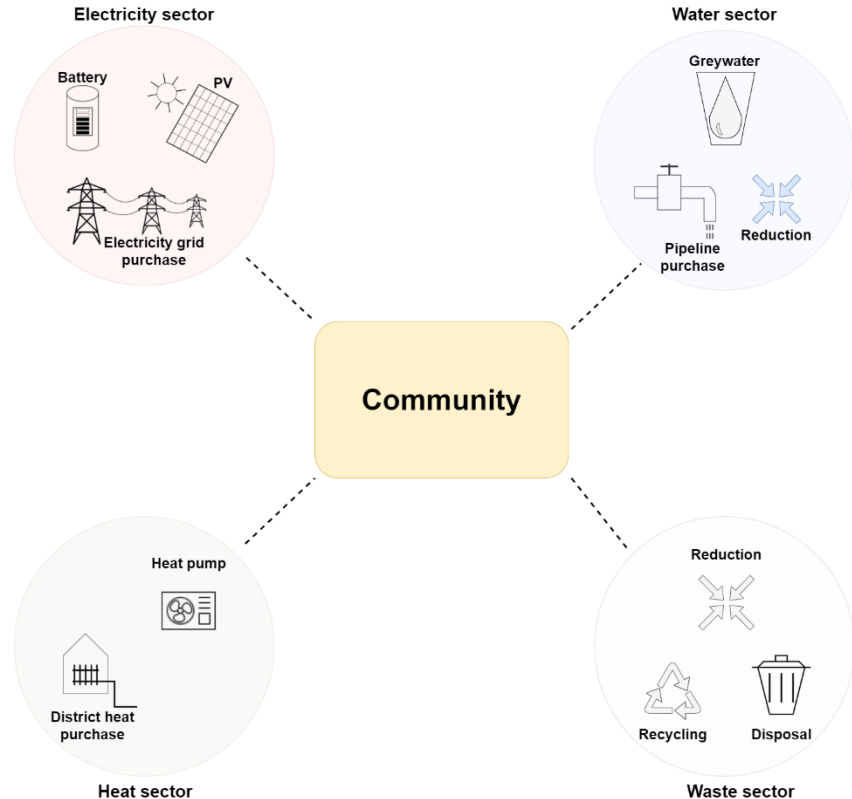 Electricity sector
Water sector
Battery
PV
Electricity grid
purchase
Greywater
Pipeline
purchase
Reduction
Community
Heat pump
District heat
purchase
Heat sector
Reduction
Recycling
Disposal
Waste sector